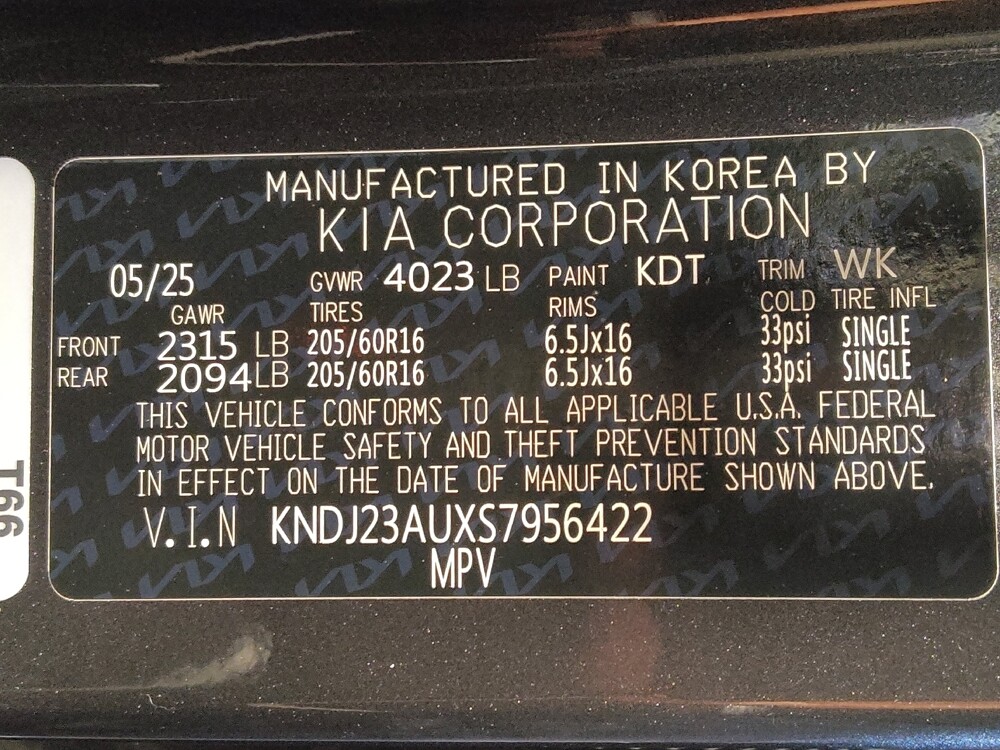 MANUFACTURED IN KOREA BY
KIA CORPORATION
05/25 GVWR 4023 LB PAINT KDT TRIM WK
GAWR TIRES RIMS COLD TIRE INFL
FRONT 2315 LB 205/60R16 6.5Jx16 33psi SINGLE
REAR 2094 LB 205/60R16 6.5Jx16 33psi SINGLE
THIS VEHICLE CONFORMS TO ALL APPLICABLE U.S.A. FEDERAL
MOTOR VEHICLE SAFETY AND THEFT PREVENTION STANDARDS
IN EFFECT ON THE DATE OF MANUFACTURE SHOWN ABOVE.
V.I.N KNDJ23AUXS7956422
MPV
T66